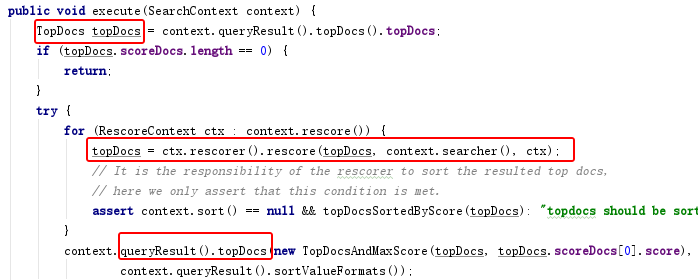 public void execute(SearchContext context) {
TopDocs topDocs = context.queryResult().topDocs().topDocs;
if (topDocs.scoreDocs.length == 0) {
return;
}
try {
for (RescoreContext ctx : context.rescore()) {
topDocs = ctx.rescorer().rescore(topDocs, context.searcher(), ctx);
// It is the responsibility of the rescorer to sort the resulted top docs,
// here we only assert that this condition is met.
assert context.sort() == null && topDocsSortedByScore(topDocs): "topdocs should be sort
}
context.queryResult().topDocs(new TopDocsAndMaxScore(topDocs, topDocs.scoreDocs[0].score),
context.queryResult().sortValueFormats());